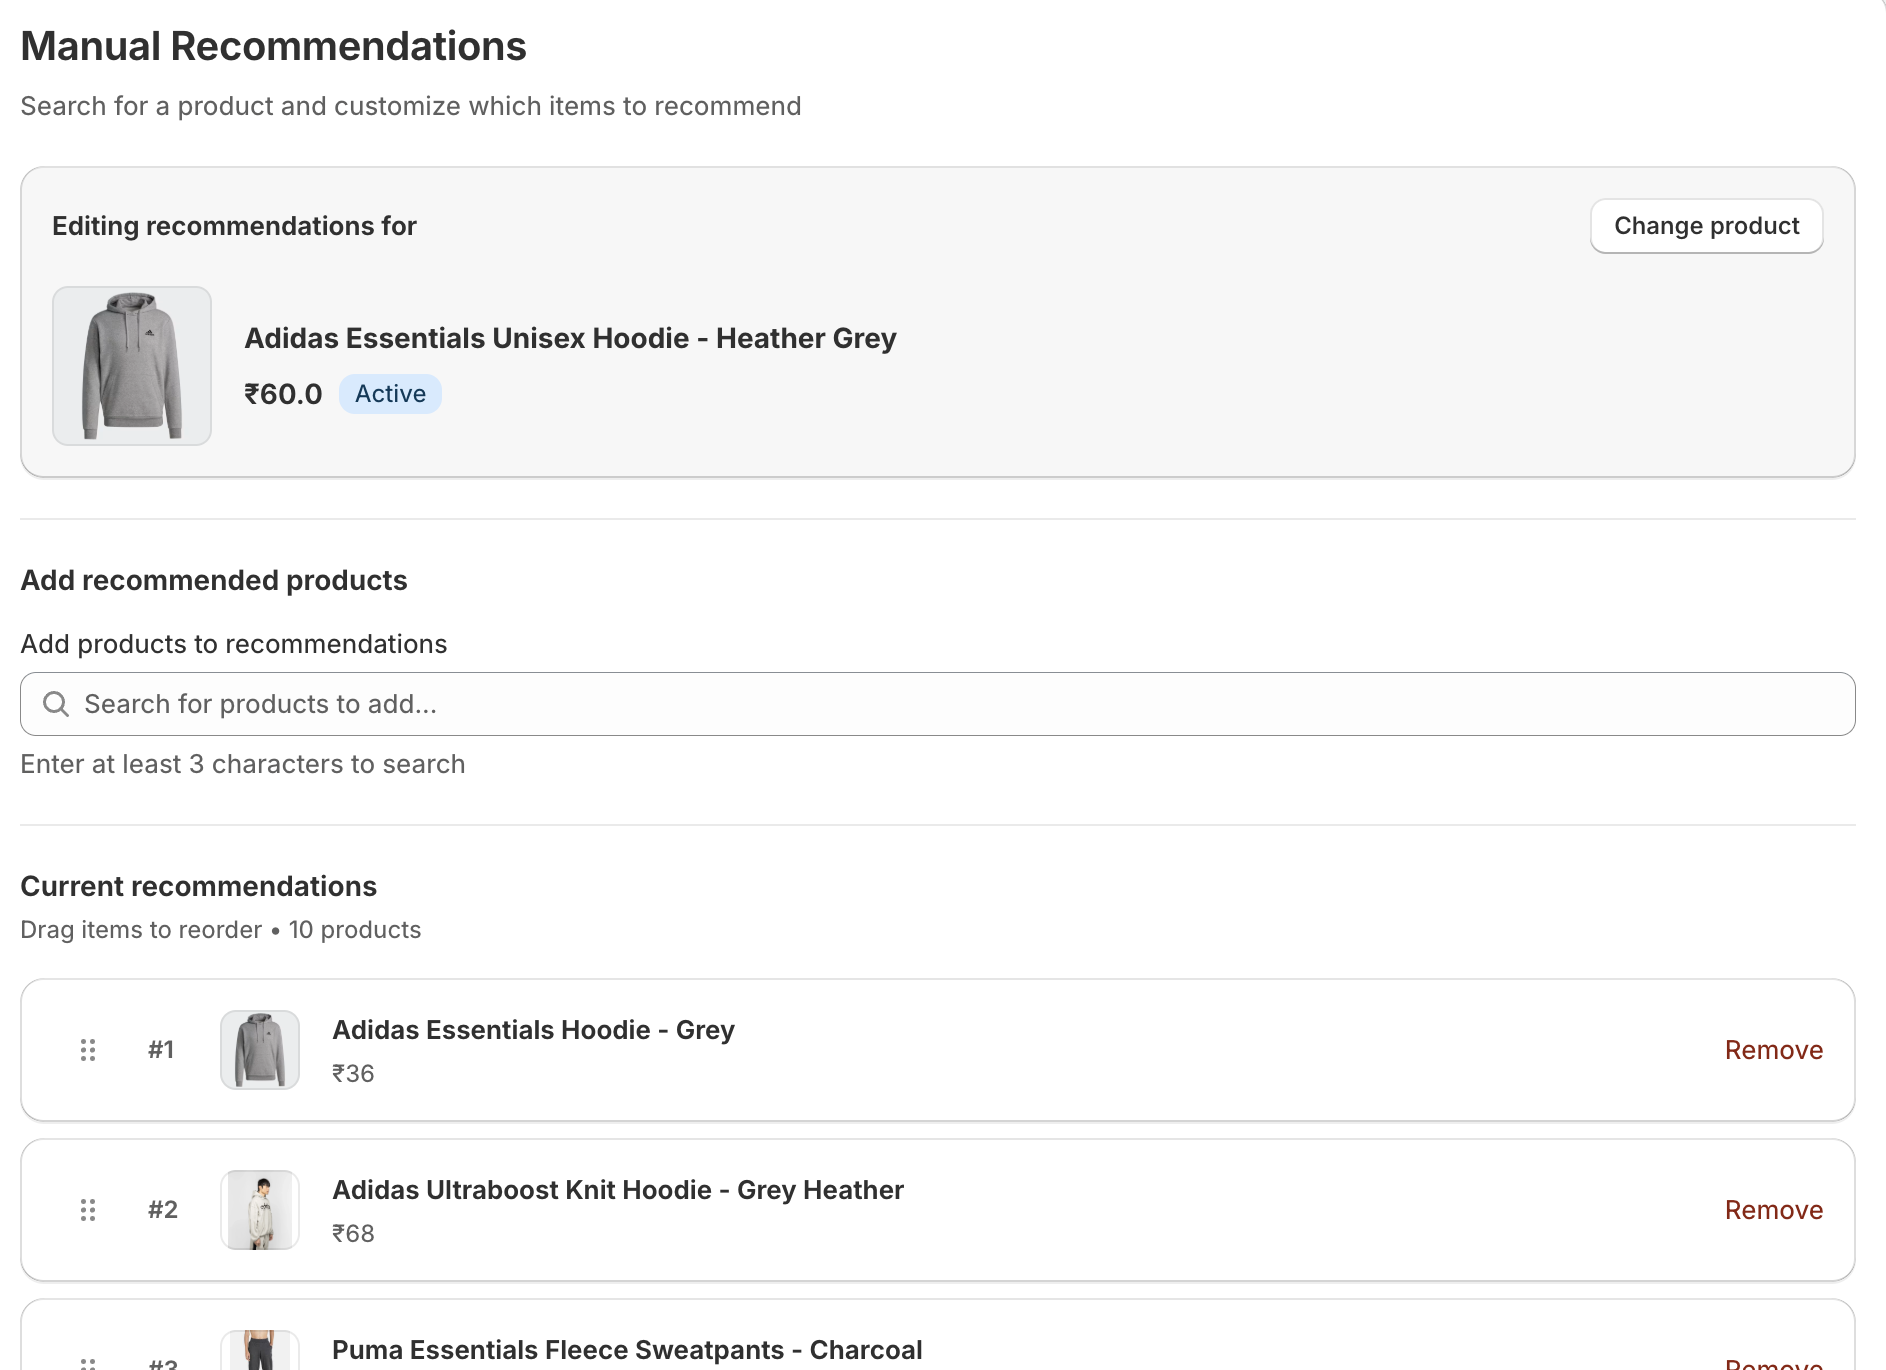 Manual Recommendations
Search for a product and customize which items to recommend
Editing recommendations for
Change product
Adidas Essentials Unisex Hoodie - Heather Grey
₹60.0 Active
Add recommended products
Add products to recommendations
Search for products to add...
Enter at least 3 characters to search
Current recommendations
Drag items to reorder • 10 products
#1
Adidas Essentials Hoodie - Grey
₹36
Remove
#2
Adidas Ultraboost Knit Hoodie - Grey Heather
₹68
Remove
#3
Puma Essentials Fleece Sweatpants - Charcoal
Remove